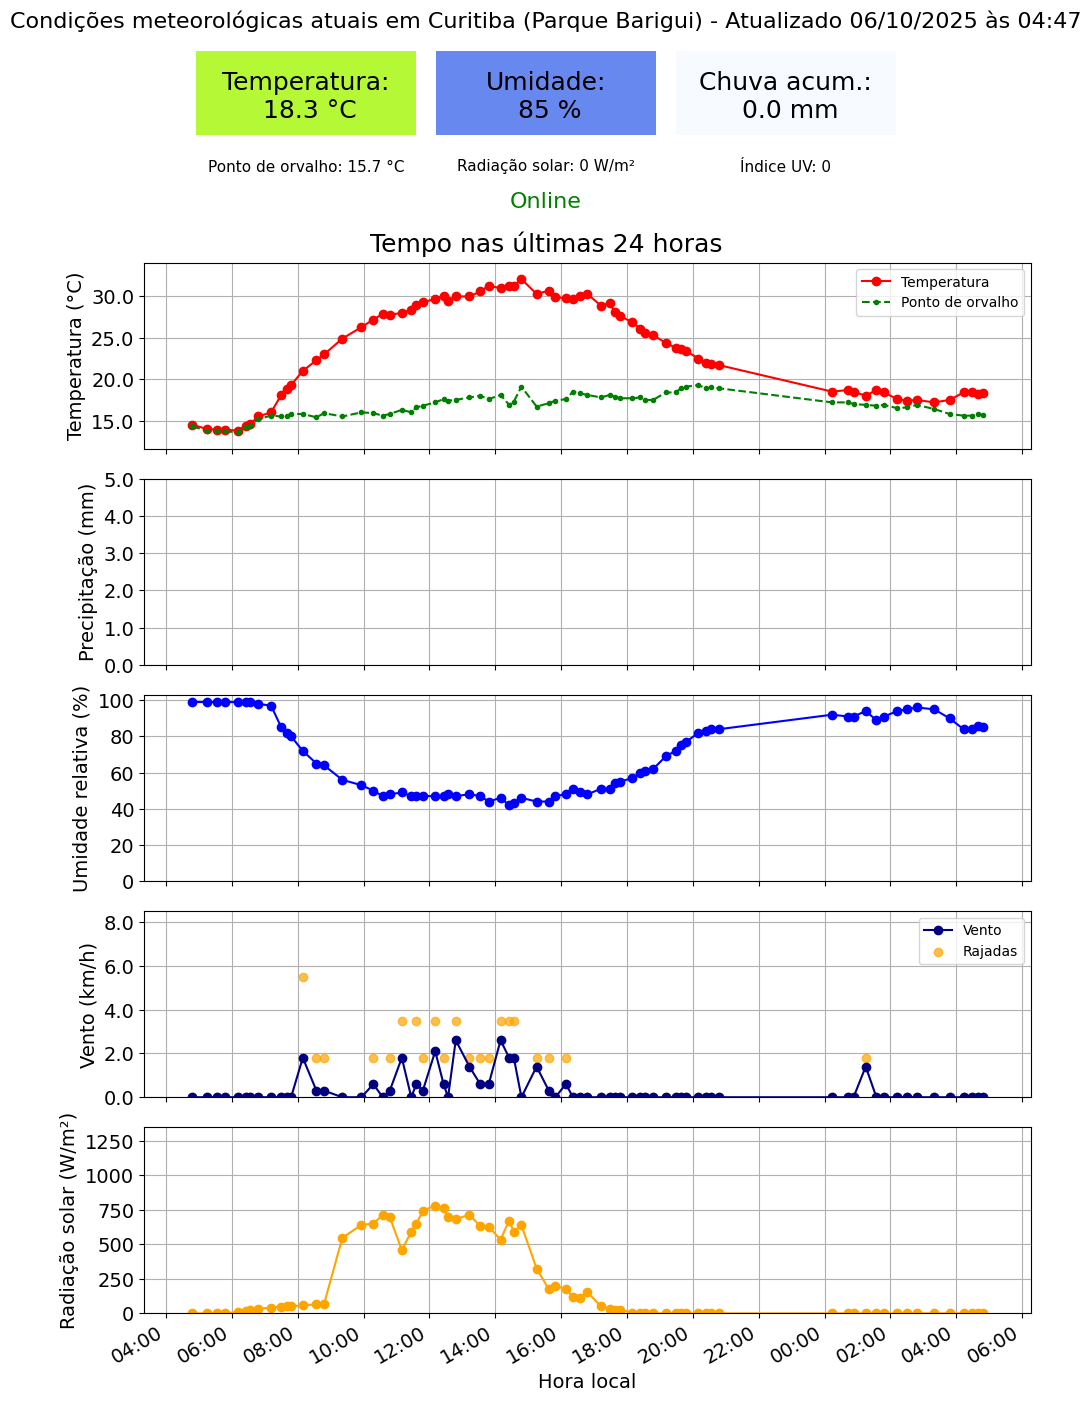 Condições meteorológicas atuais em Curitiba (Parque Barigui) - Atualizado 06/10/2025 às 04:47
Temperatura:
18.3 °C
Umidade:
85 %
Chuva acum.:
0.0 mm
Ponto de orvalho: 15.7 °C
Radiação solar: 0 W/m²
Índice UV: 0
Online
Tempo nas últimas 24 horas
Temperatura (°C)
30.0
25.0
20.0
15.0
Temperatura
Ponto de orvalho
Precipitação (mm)
5.0
4.0
3.0
2.0
1.0
0.0
Umidade relativa (%)
100
80
60
40
20
0
Vento (km/h)
8.0
6.0
4.0
2.0
0.0
Vento
Rajadas
Radiação solar (W/m²)
1250
1000
750
500
250
0
04:00
06:00
08:00
10:00
12:00
14:00
16:00
18:00
20:00
22:00
00:00
02:00
04:00
06:00
Hora local